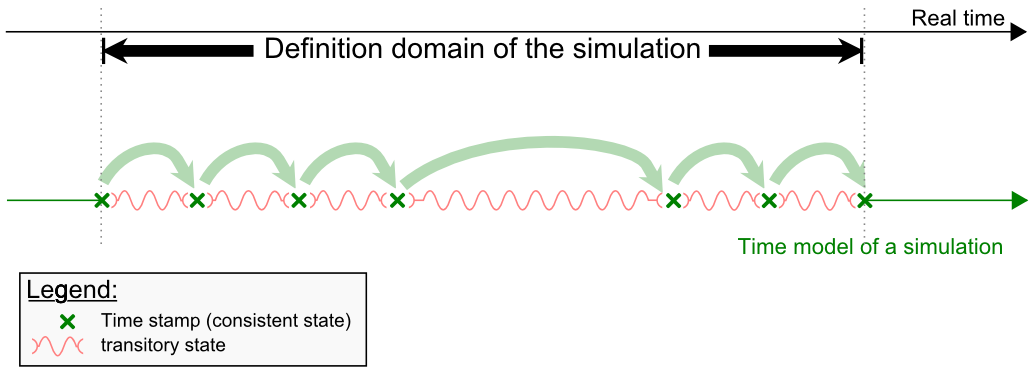 Real time
Definition domain of the simulation
Time model of a simulation
Legend:
Time stamp (consistent state)
transitory state